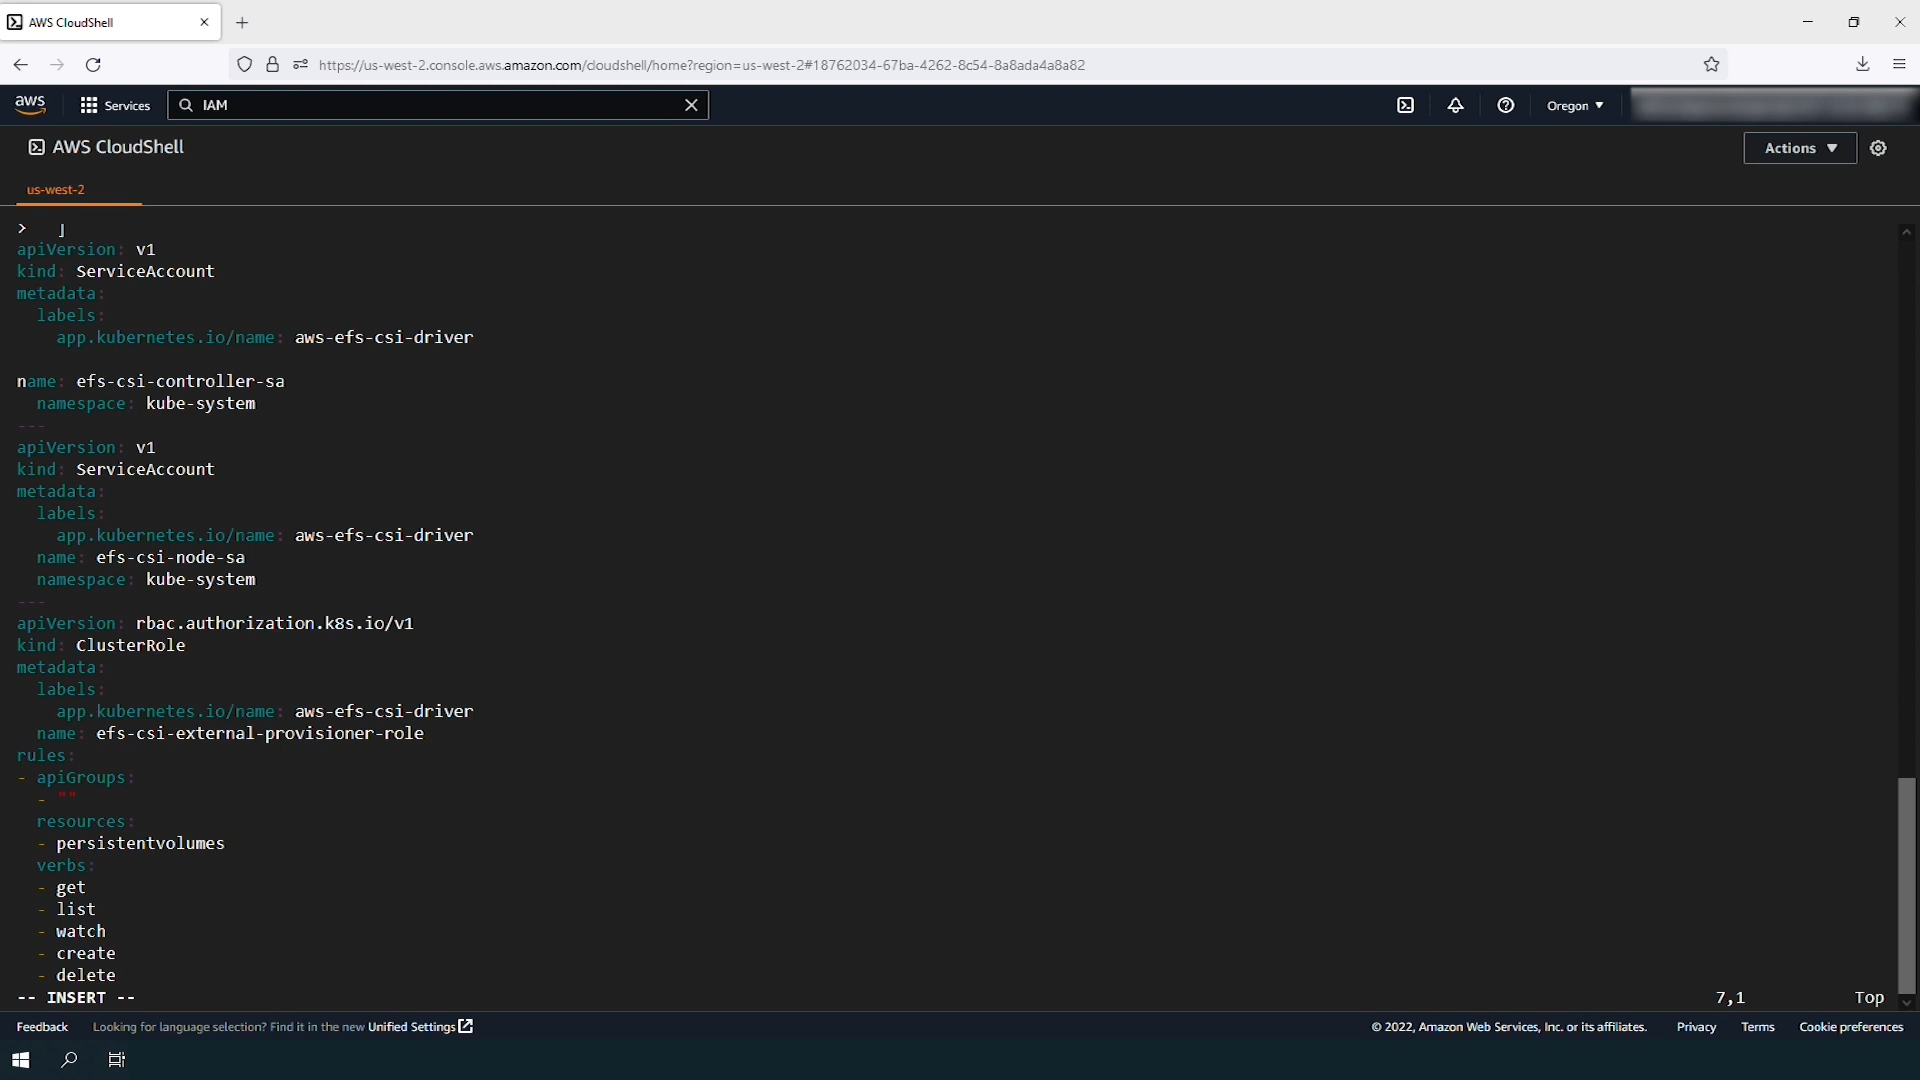 AWS CloudShell
https://us-west-2.console.aws.amazon.com/cloudshell/home?region=us-west-2#18762034-67ba-4262-8c54-8a8ada4a8a82
aws
Services
IAM
Oregon
AWS CloudShell
Actions
us-west-2
>   ]
apiVersion: v1
kind: ServiceAccount
metadata:
  labels:
    app.kubernetes.io/name: aws-efs-csi-driver
name: efs-csi-controller-sa
  namespace: kube-system
---
apiVersion: v1
kind: ServiceAccount
metadata:
  labels:
    app.kubernetes.io/name: aws-efs-csi-driver
  name: efs-csi-node-sa
  namespace: kube-system
---
apiVersion: rbac.authorization.k8s.io/v1
kind: ClusterRole
metadata:
  labels:
    app.kubernetes.io/name: aws-efs-csi-driver
  name: efs-csi-external-provisioner-role
rules:
- apiGroups:
  - ""
  resources:
  - persistentvolumes
  verbs:
  - get
  - list
  - watch
  - create
  - delete
-- INSERT -- 7,1 Top
Feedback Looking for language selection? Find it in the new Unified Settings © 2022, Amazon Web Services, Inc. or its affiliates. Privacy Terms Cookie preferences